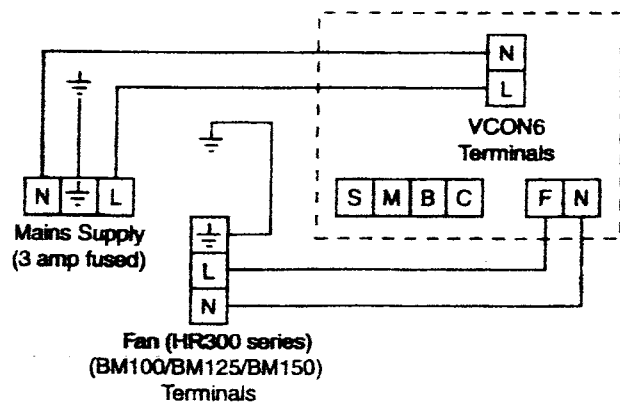 N
L
VCON6
Terminals
N L
Mains Supply
(3 amp fused)
S M B C F N
L
N
Fan (HR300 series)
(BM100/BM125/BM150)
Terminals